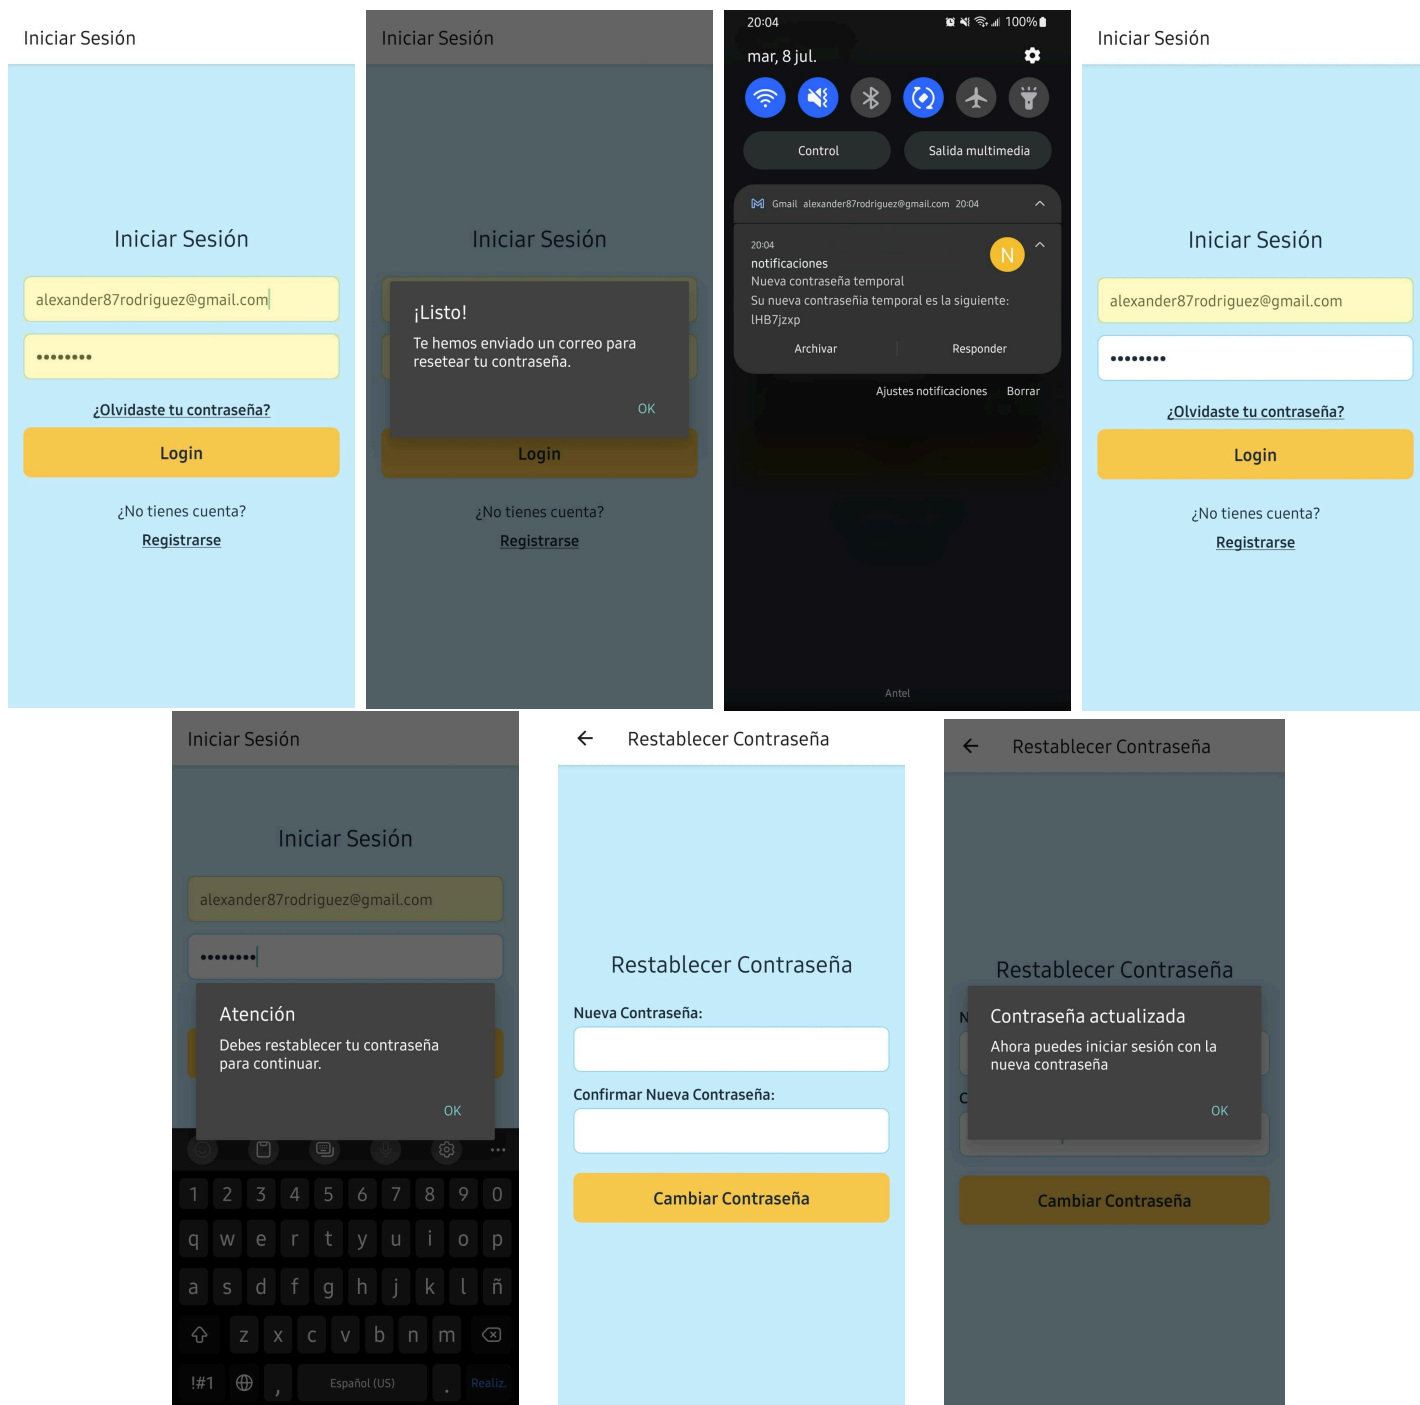 Iniciar Sesión
Iniciar Sesión
alexander87rodriguez@gmail.com
••••••••
¿Olvidaste tu contraseña?
Login
¿No tienes cuenta?
Registrarse
Iniciar Sesión
Iniciar Sesión
¡Listo!
Te hemos enviado un correo para
resetear tu contraseña.
OK
Login
¿No tienes cuenta?
Registrarse
20:04 100%
mar, 8 jul.
Control Salida multimedia
Gmail alexander87rodriguez@gmail.com 20:04
20:04
N
notificaciones
Nueva contraseña temporal
Su nueva contraseñia temporal es la siguiente:
lHB7jzxp
Archivar Responder
Ajustes notificaciones Borrar
Antel
Iniciar Sesión
Iniciar Sesión
alexander87rodriguez@gmail.com
••••••••
¿Olvidaste tu contraseña?
Login
¿No tienes cuenta?
Registrarse
Iniciar Sesión
Iniciar Sesión
alexander87rodriguez@gmail.com
••••••••
Atención
Debes restablecer tu contraseña
para continuar.
OK
1 2 3 4 5 6 7 8 9 0
q w e r t y u i o p
a s d f g h j k l ñ
z x c v b n m
!#1 , Español (US) . Realiz.
Restablecer Contraseña
Restablecer Contraseña
Nueva Contraseña:
Confirmar Nueva Contraseña:
Cambiar Contraseña
Restablecer Contraseña
Restablecer Contraseña
N
Contraseña actualizada
Ahora puedes iniciar sesión con la
nueva contraseña
C
OK
Cambiar Contraseña